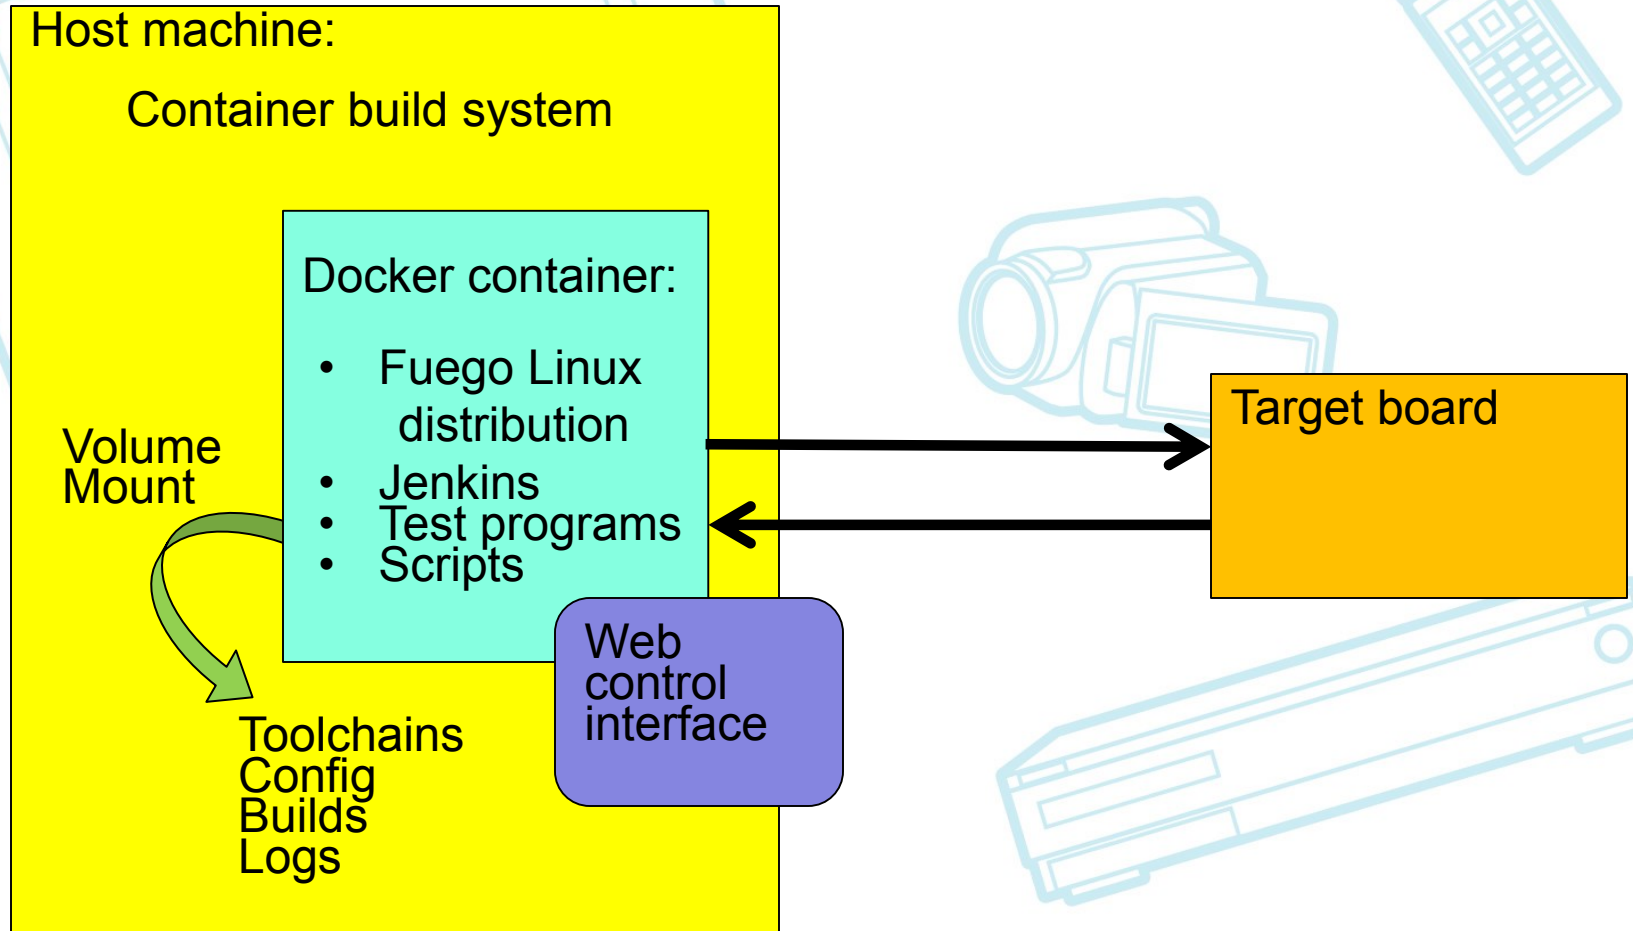 Host machine:
Container build system
Docker container:
• Fuego Linux
distribution
• Jenkins
• Test programs
• Scripts
Volume
Mount
Toolchains
Config
Builds
Logs
Web
control
interface
Target board